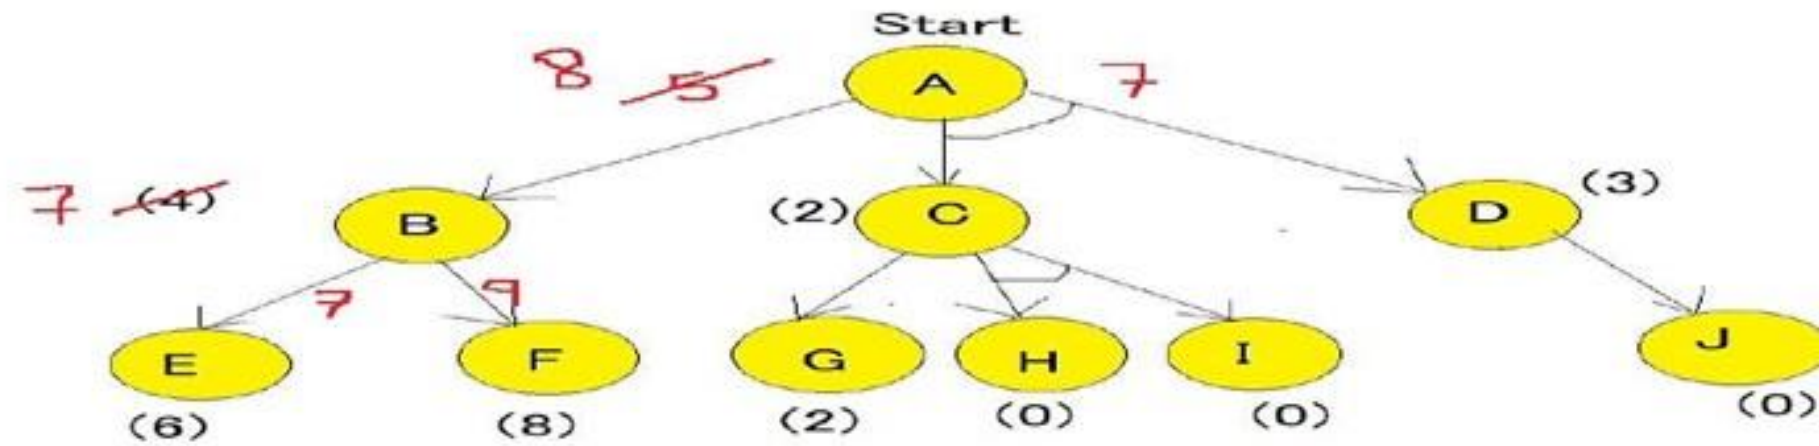 Start
8 5 A 7
7 (4) B (2) C D (3)
7 9
E F G H I J
(6) (8) (2) (0) (0) (0)